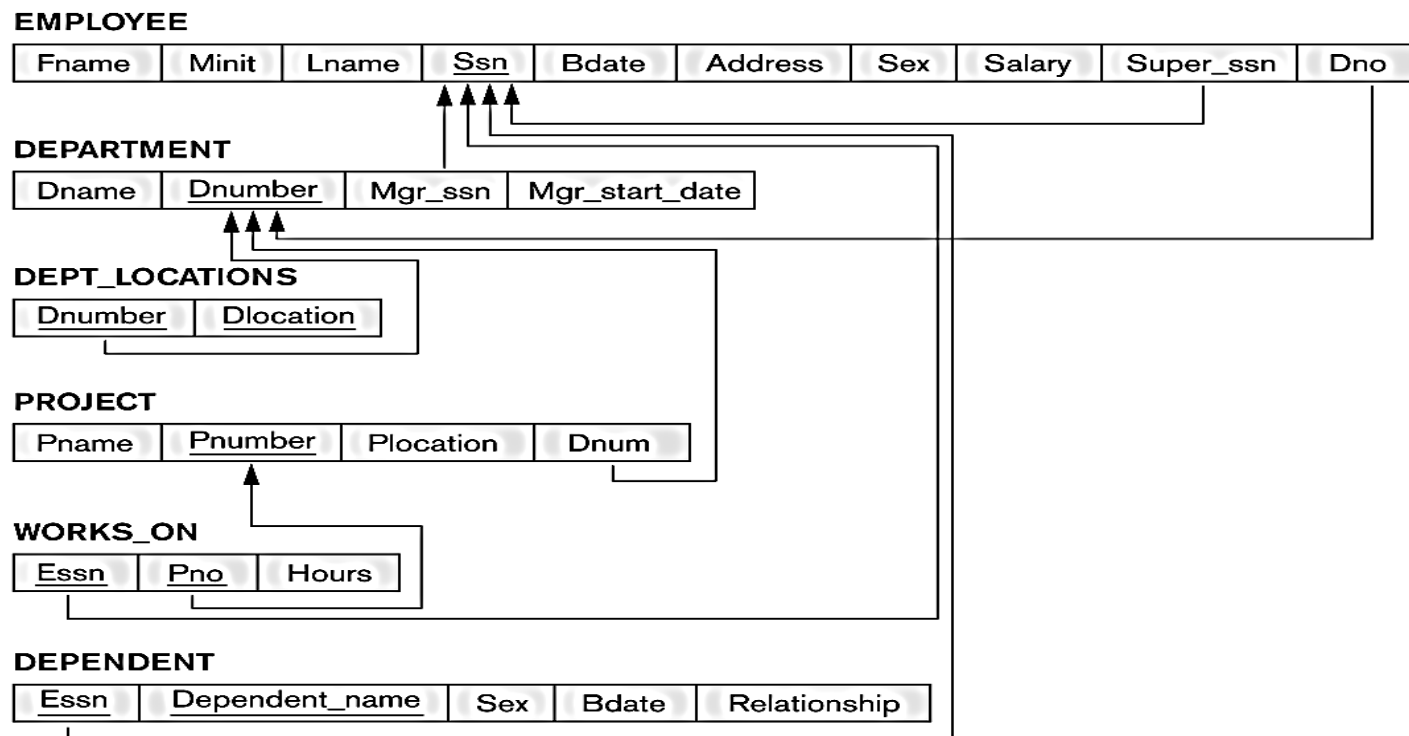 EMPLOYEE
Fname Minit Lname Ssn Bdate Address Sex Salary Super_ssn Dno
DEPARTMENT
Dname Dnumber Mgr_ssn Mgr_start_date
DEPT_LOCATIONS
Dnumber Dlocation
PROJECT
Pname Pnumber Plocation Dnum
WORKS_ON
Essn Pno Hours
DEPENDENT
Essn Dependent_name Sex Bdate Relationship